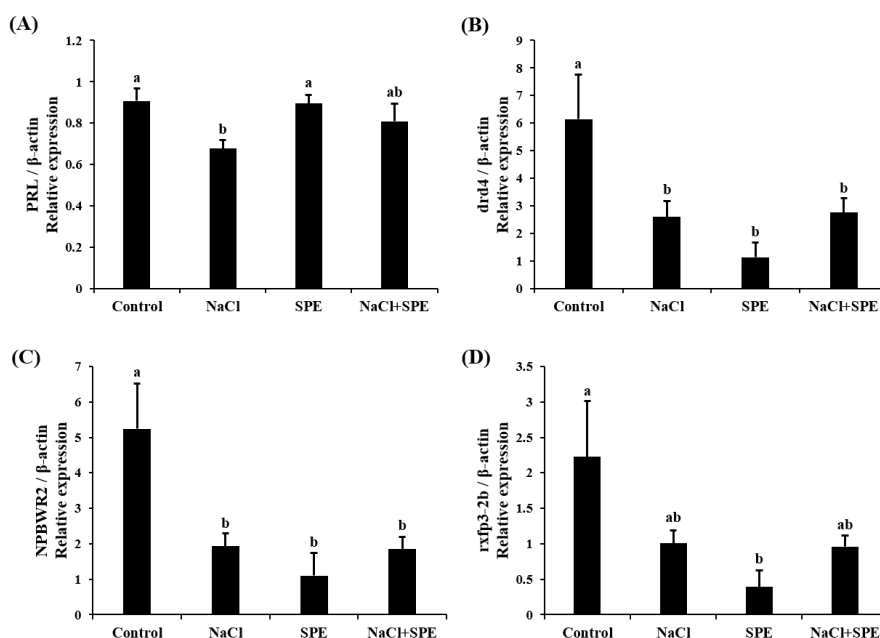 (A)
PRL / β-actin
Relative expression
1.2
1
0.8
0.6
0.4
0.2
0
a
b
a
ab
Control NaCl SPE NaCl+SPE
(B)
drd4 / β-actin
Relative expression
9
8
7
6
5
4
3
2
1
0
a
b
b
b
Control NaCl SPE NaCl+SPE
(C)
NPBWR2 / β-actin
Relative expression
7
6
5
4
3
2
1
0
a
b
b
b
Control NaCl SPE NaCl+SPE
(D)
rxfp3-2b / β-actin
Relative expression
3.5
3
2.5
2
1.5
1
0.5
0
a
ab
b
ab
Control NaCl SPE NaCl+SPE